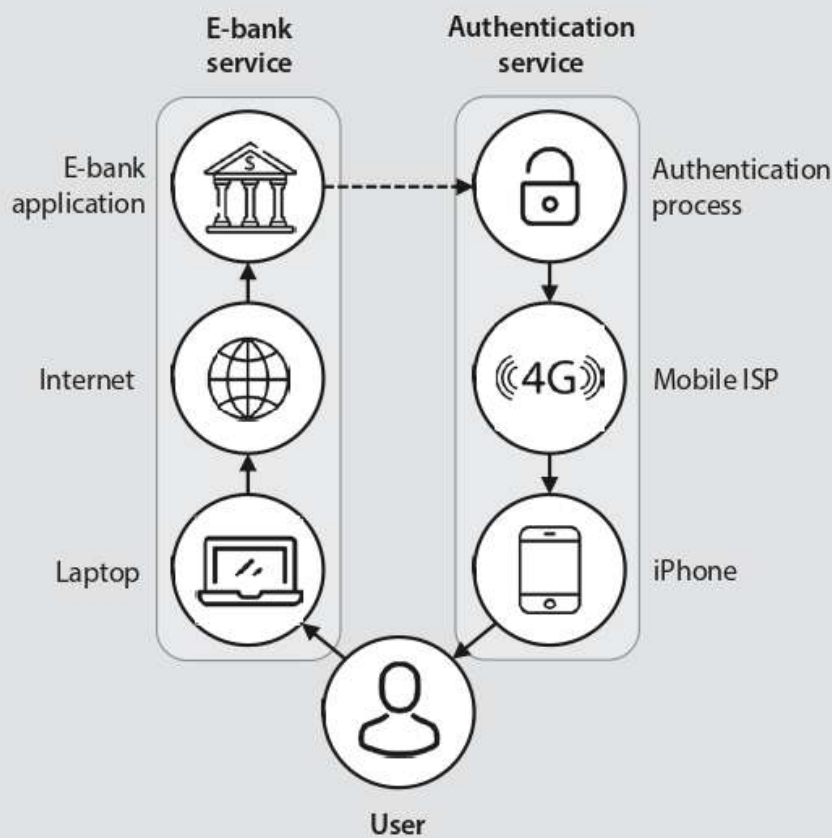 E-bank
service
Authentication
service
E-bank
application
$
Authentication
process
Internet
4G
Mobile ISP
Laptop
iPhone
User